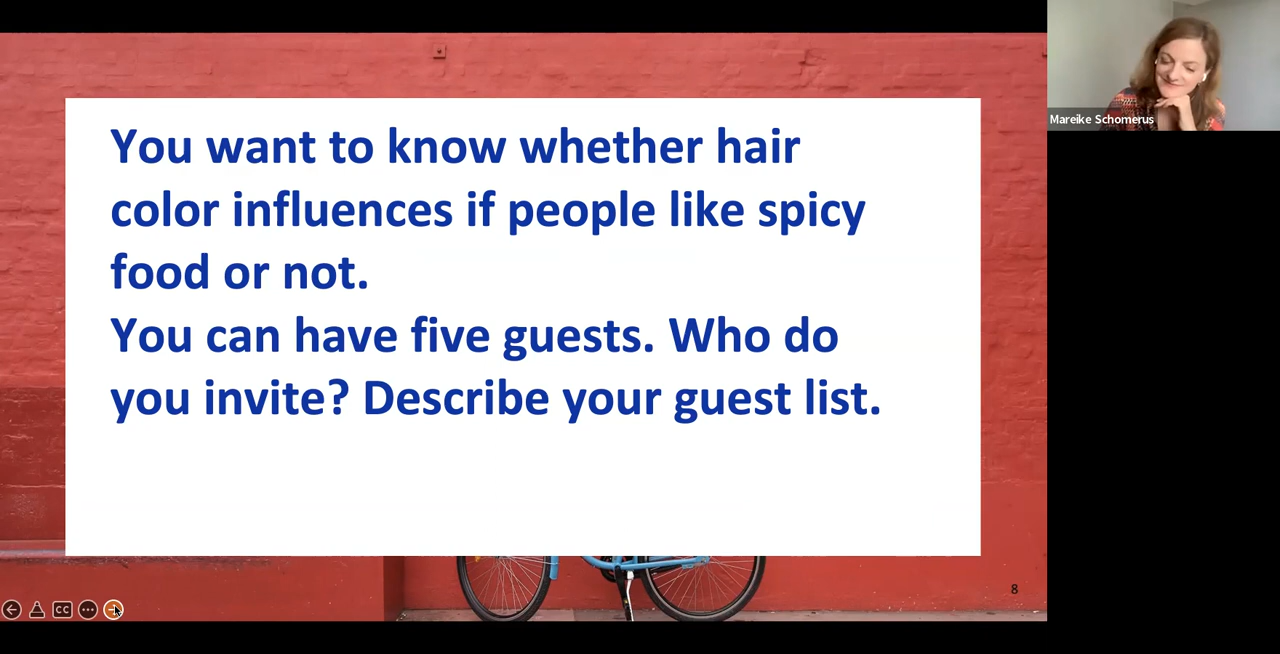 You want to know whether hair
color influences if people like spicy
food or not.
You can have five guests. Who do
you invite? Describe your guest list.
8
CC
Mareike Schomerus